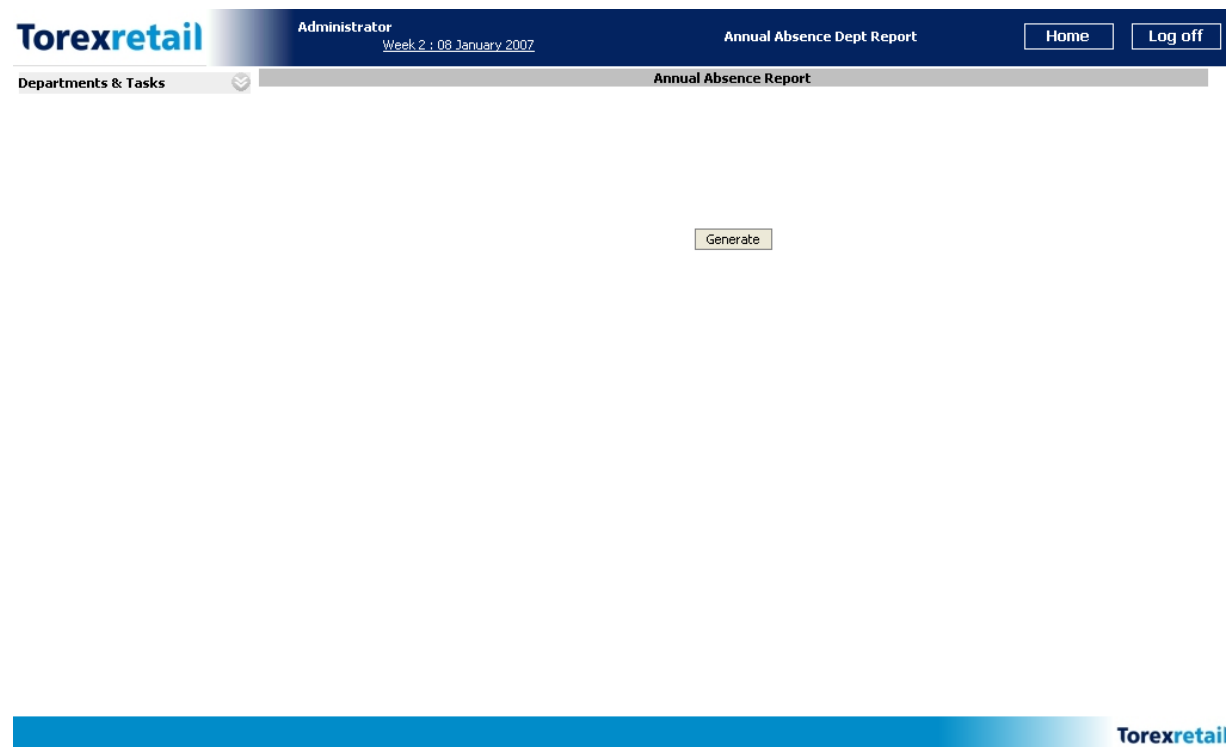 Torexretail
Administrator
Week 2 : 08 January 2007
Annual Absence Dept Report
Home
Log off
Departments & Tasks
Annual Absence Report
Generate
Torexretail